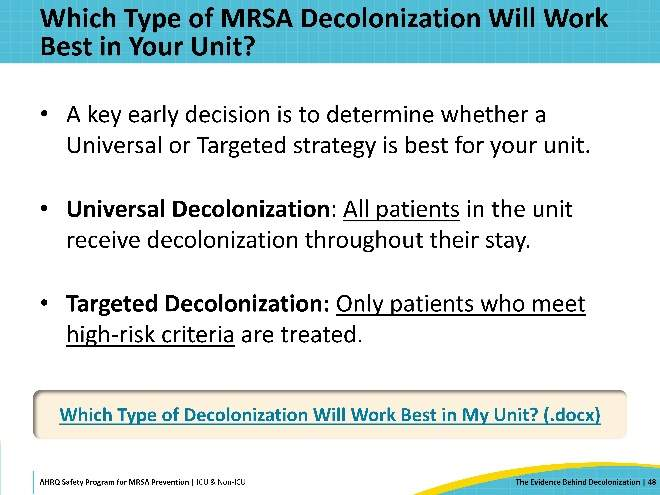 Which Type of MRSA Decolonization Will Work
Best in Your Unit?
• A key early decision is to determine whether a
Universal or Targeted strategy is best for your unit.
• Universal Decolonization: All patients in the unit
receive decolonization throughout their stay.
• Targeted Decolonization: Only patients who meet
high-risk criteria are treated.
Which Type of Decolonization Will Work Best in My Unit? (.docx)
AHRQ Safety Program for MRSA Prevention | ICU & Non-ICU
The Evidence Behind Decolonization | 48